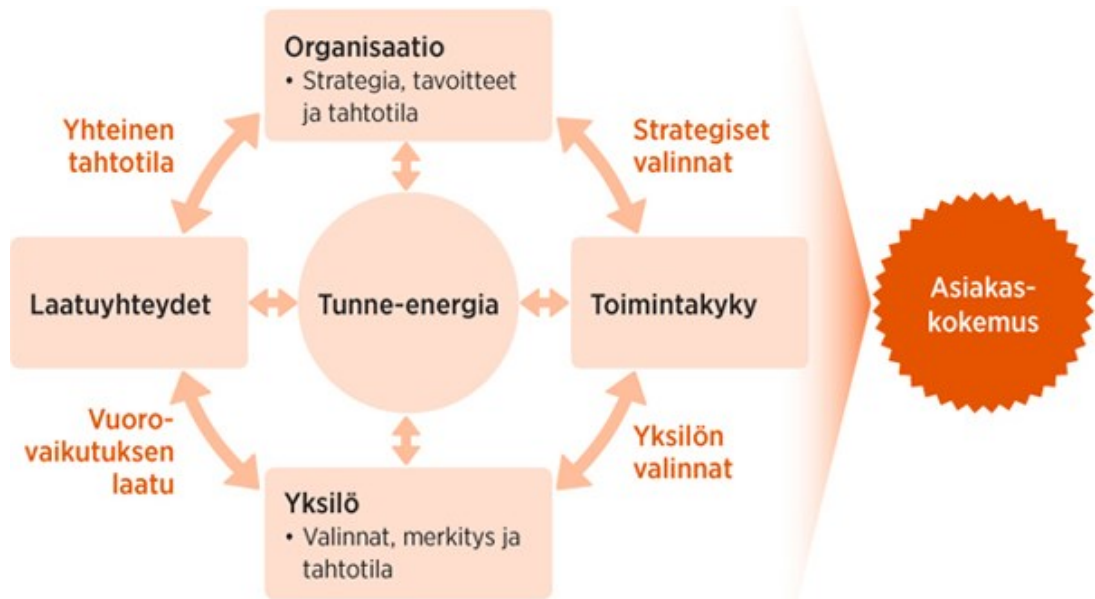 Organisaatio
• Strategia, tavoitteet
ja tahtotila
Yhteinen
tahtotila
Strategiset
valinnat
Laatuyhteydet
Tunne-energia
Toimintakyky
Asiakas-
kokemus
Vuoro-
vaikutuksen
laatu
Yksilön
valinnat
Yksilö
• Valinnat, merkitys ja
tahtotila